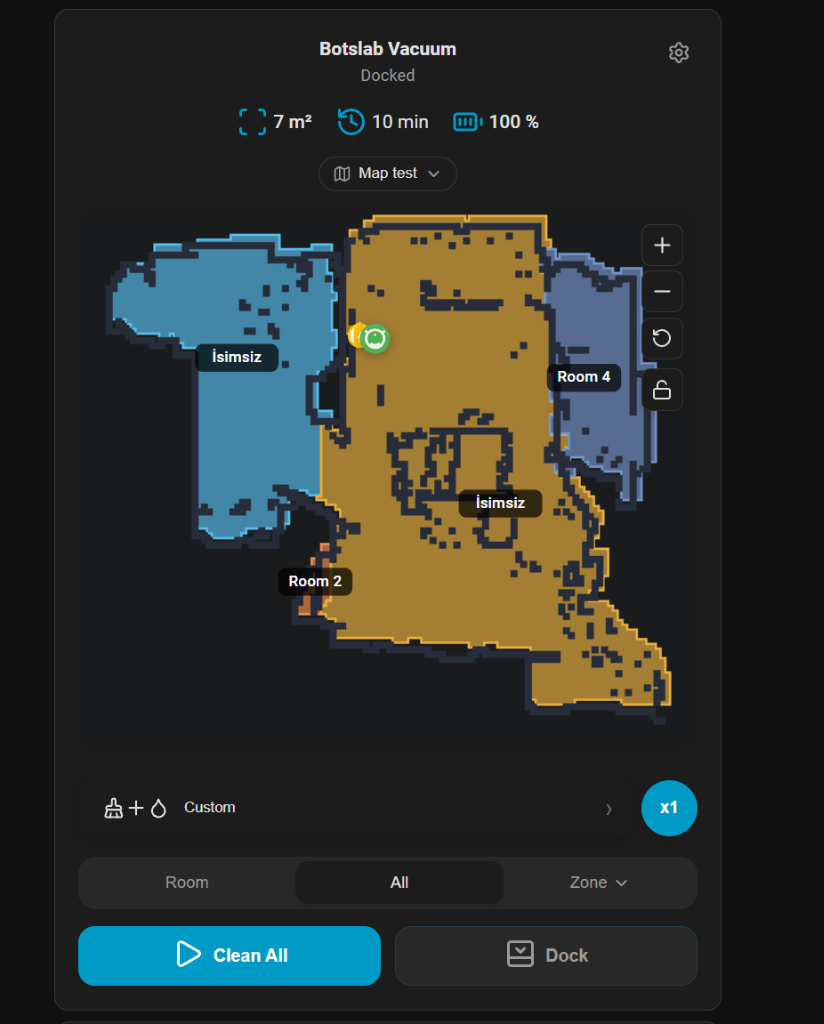 Botslab Vacuum
Docked
7 m² 10 min 100 %
Map test
İsimsiz
Room 4
İsimsiz
Room 2
Custom
x1
Room All Zone
Clean All Dock